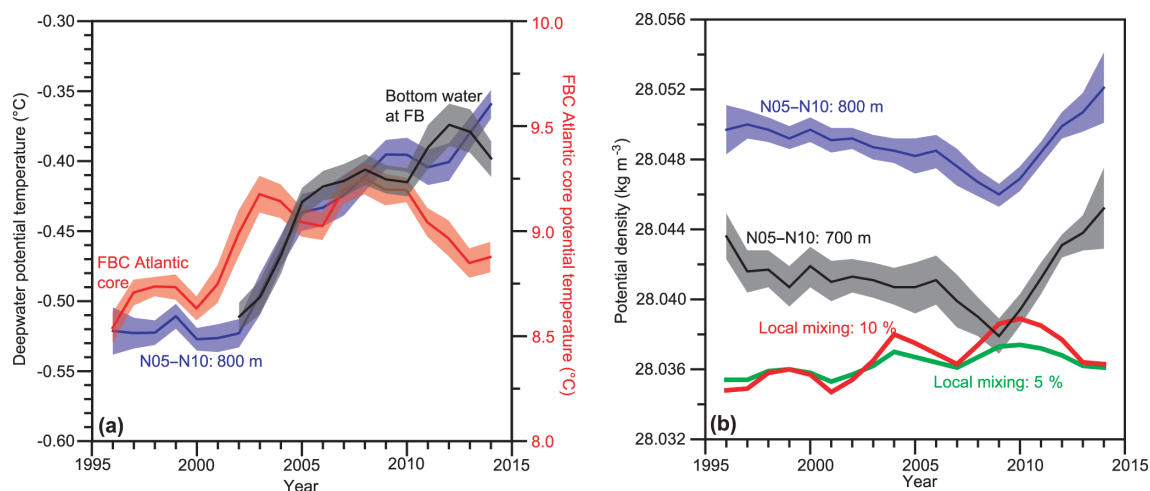 -0.30
-0.35
-0.40
-0.45
-0.50
-0.55
-0.60
Deepwater potential temperature (°C)
10.0
9.5
9.0
8.5
8.0
FBC Atlantic core potential temperature (°C)
Bottom water
at FB
FBC Atlantic
core
N05–N10: 800 m
(a)
1995
2000
2005
2010
2015
Year
28.056
28.052
28.048
28.044
28.040
28.036
28.032
Potential density (kg m-3)
N05–N10: 800 m
N05–N10: 700 m
Local mixing: 10 %
Local mixing: 5 %
(b)
1995
2000
2005
2010
2015
Year